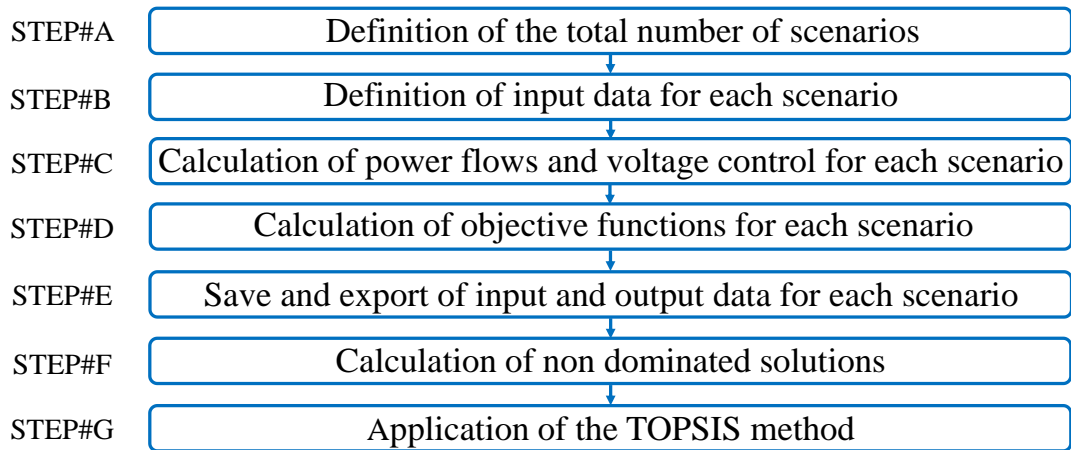 STEP#A Definition of the total number of scenarios
STEP#B Definition of input data for each scenario
STEP#C Calculation of power flows and voltage control for each scenario
STEP#D Calculation of objective functions for each scenario
STEP#E Save and export of input and output data for each scenario
STEP#F Calculation of non dominated solutions
STEP#G Application of the TOPSIS method